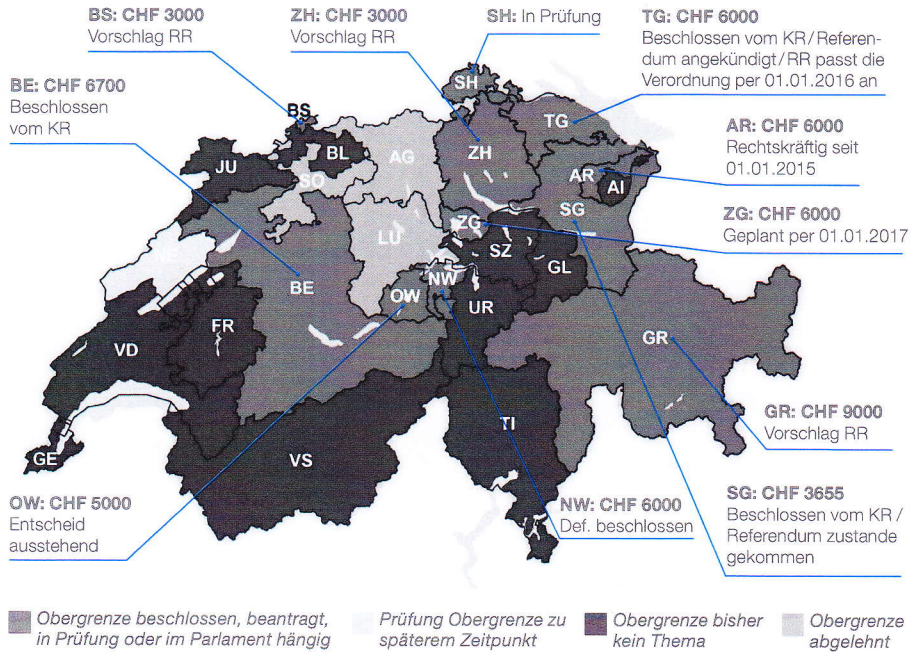 BS: CHF 3000
Vorschlag RR
ZH: CHF 3000
Vorschlag RR
SH: In Prüfung
TG: CHF 6000
Beschlossen vom KR/Referen-
dum angekündigt/RR passt die
Verordnung per 01.01.2016 an
BE: CHF 6700
Beschlossen
vom KR
AR: CHF 6000
Rechtskräftig seit
01.01.2015
ZG: CHF 6000
Geplant per 01.01.2017
SH
BS
TG
BL
AG
ZH
JU
SO
AR
AI
SG
ZG
LU
NE
SZ
GL
NW
BE
OW
UR
FR
VD
GR
TI
GE
VS
GR: CHF 9000
Vorschlag RR
OW: CHF 5000
Entscheid
ausstehend
NW: CHF 6000
Def. beschlossen
SG: CHF 3655
Beschlossen vom KR/
Referendum zustande
gekommen
Obergrenze beschlossen, beantragt,
in Prüfung oder im Parlament hängig
Prüfung Obergrenze zu
späterem Zeitpunkt
Obergrenze bisher
kein Thema
Obergrenze
abgelehnt